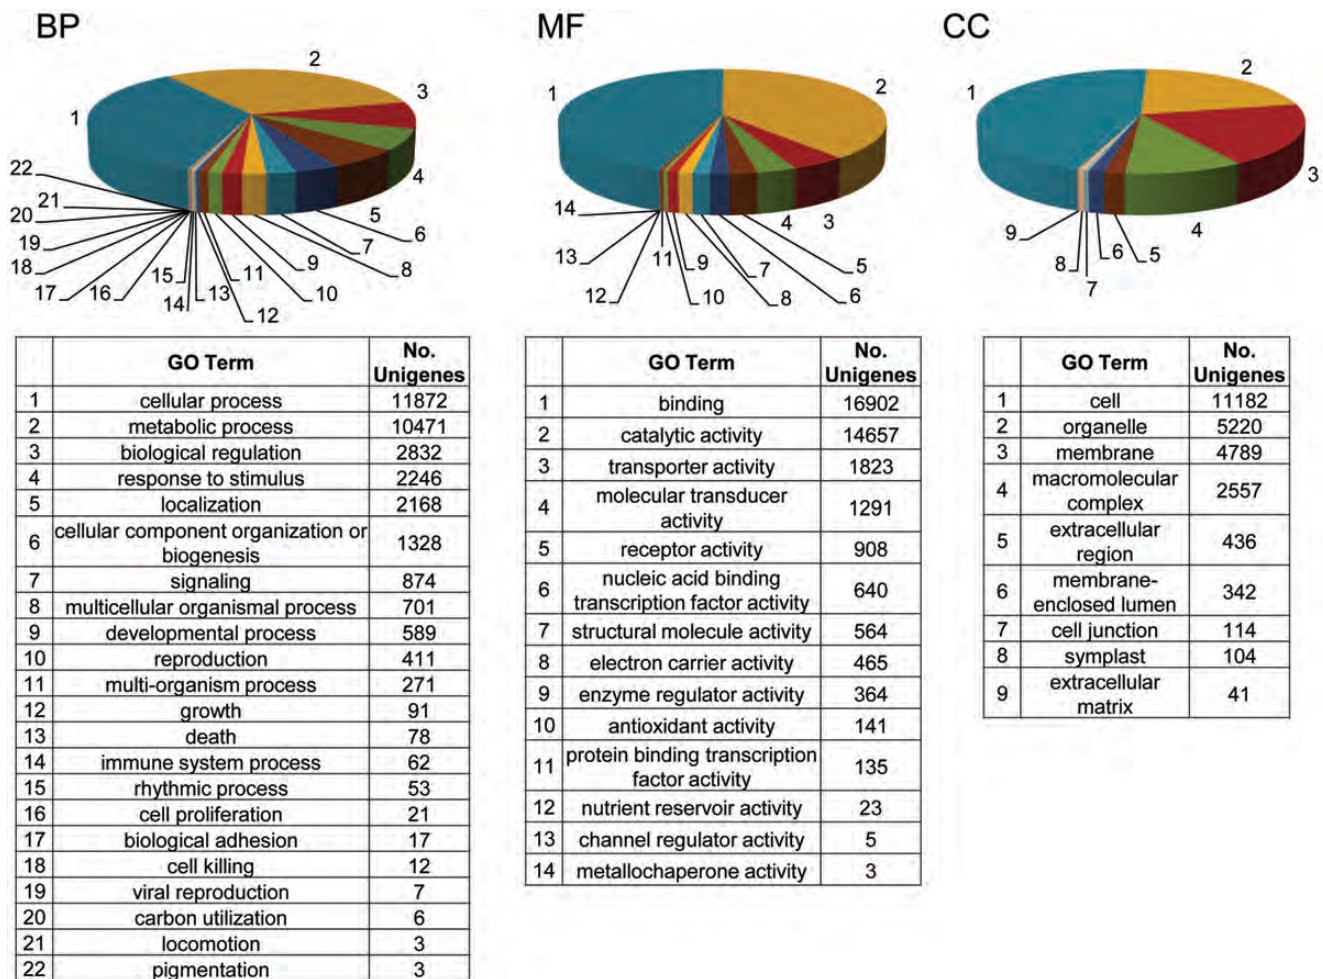 BP
MF
CC
2
3
1
4
5
6
7
8
9
10
11
12
13
14
15
16
17
18
19
20
21
22
1
2
3
4
5
6
7
8
9
10
11
12
13
14
1
2
3
4
5
6
7
8
9
GO Term No. Unigenes
1 cellular process 11872
2 metabolic process 10471
3 biological regulation 2832
4 response to stimulus 2246
5 localization 2168
6 cellular component organization or biogenesis 1328
7 signaling 874
8 multicellular organismal process 701
9 developmental process 589
10 reproduction 411
11 multi-organism process 271
12 growth 91
13 death 78
14 immune system process 62
15 rhythmic process 53
16 cell proliferation 21
17 biological adhesion 17
18 cell killing 12
19 viral reproduction 7
20 carbon utilization 6
21 locomotion 3
22 pigmentation 3
GO Term No. Unigenes
1 binding 16902
2 catalytic activity 14657
3 transporter activity 1823
4 molecular transducer activity 1291
5 receptor activity 908
6 nucleic acid binding transcription factor activity 640
7 structural molecule activity 564
8 electron carrier activity 465
9 enzyme regulator activity 364
10 antioxidant activity 141
11 protein binding transcription factor activity 135
12 nutrient reservoir activity 23
13 channel regulator activity 5
14 metallochaperone activity 3
GO Term No. Unigenes
1 cell 11182
2 organelle 5220
3 membrane 4789
4 macromolecular complex 2557
5 extracellular region 436
6 membrane-enclosed lumen 342
7 cell junction 114
8 symplast 104
9 extracellular matrix 41